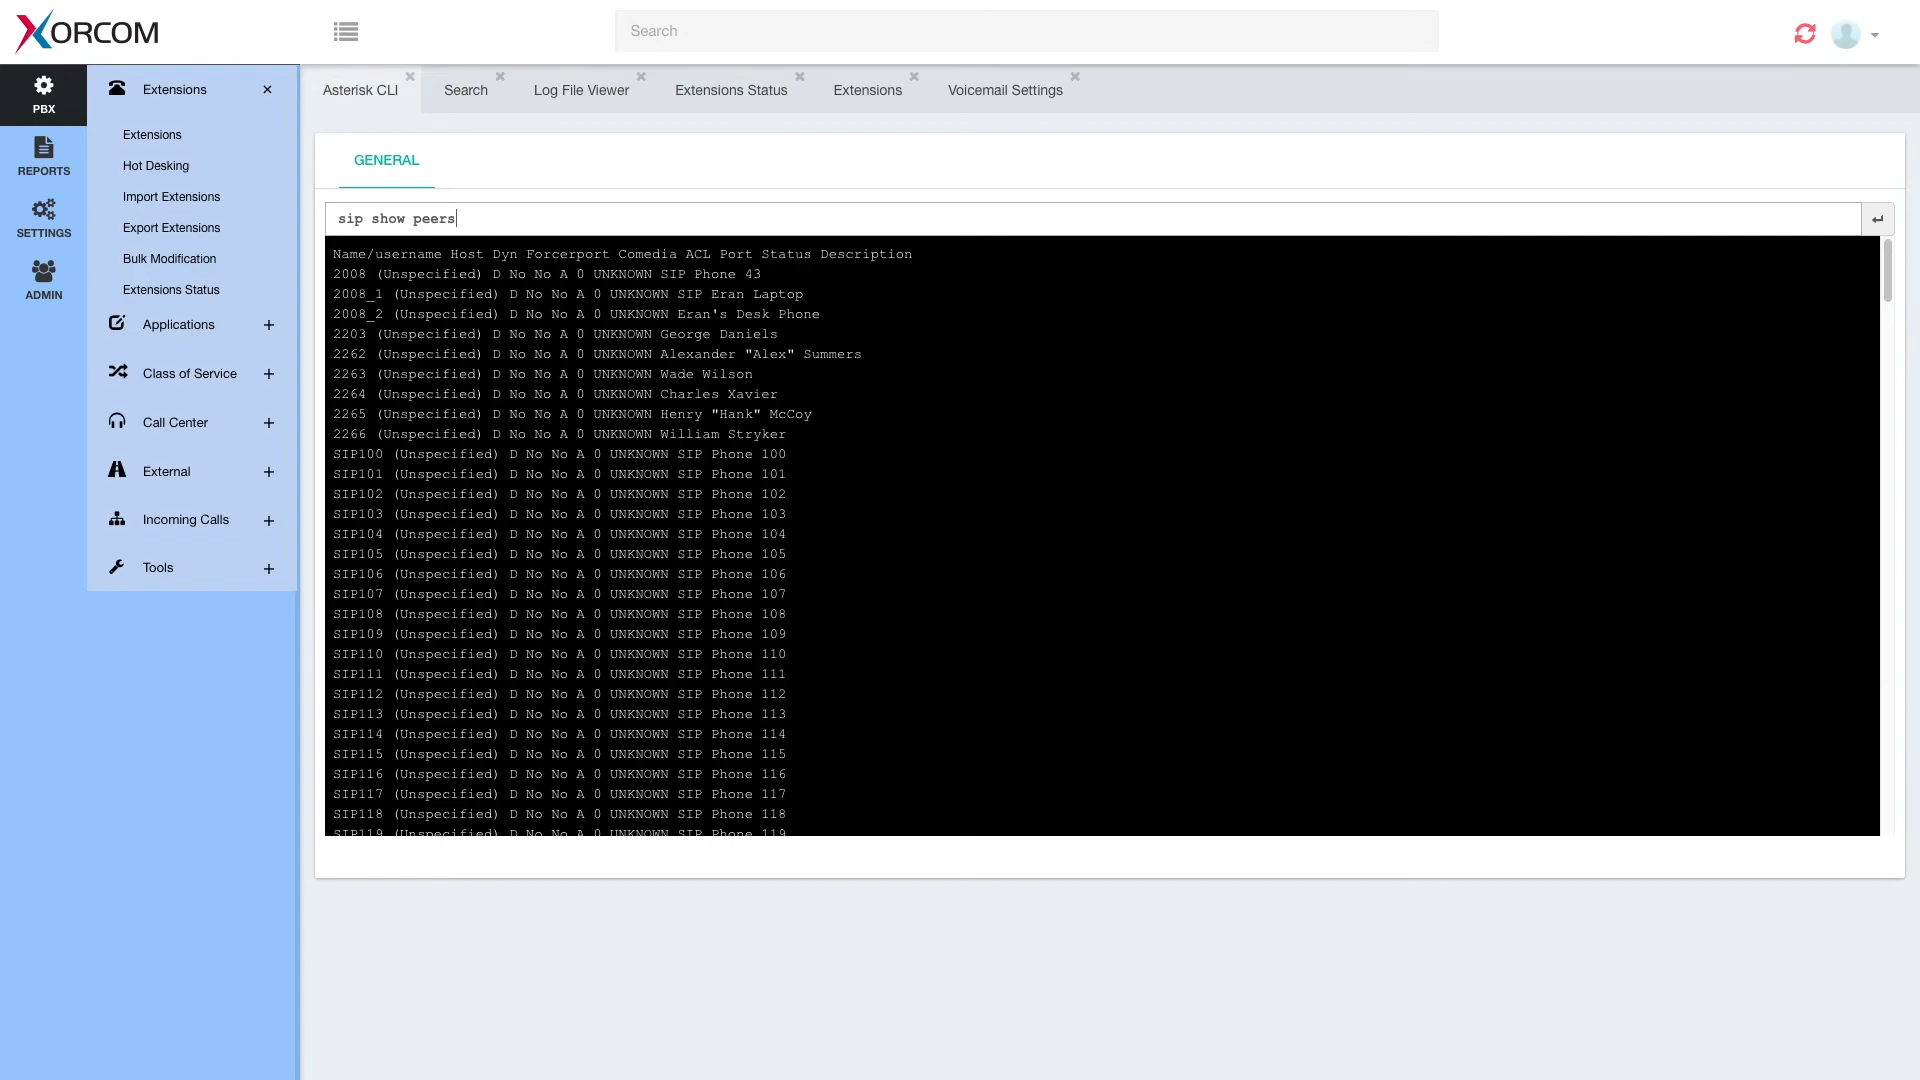 XORCOM
Search
PBX
REPORTS
SETTINGS
ADMIN
Extensions
Extensions
Hot Desking
Import Extensions
Export Extensions
Bulk Modification
Extensions Status
Applications
Class of Service
Call Center
External
Incoming Calls
Tools
Asterisk CLI
Search
Log File Viewer
Extensions Status
Extensions
Voicemail Settings
GENERAL
sip show peers
Name/username Host Dyn Forcerport Comedia ACL Port Status Description
2008 (Unspecified) D No No A 0 UNKNOWN SIP Phone 43
2008_1 (Unspecified) D No No A 0 UNKNOWN SIP Eran Laptop
2008_2 (Unspecified) D No No A 0 UNKNOWN Eran's Desk Phone
2203 (Unspecified) D No No A 0 UNKNOWN George Daniels
2262 (Unspecified) D No No A 0 UNKNOWN Alexander "Alex" Summers
2263 (Unspecified) D No No A 0 UNKNOWN Wade Wilson
2264 (Unspecified) D No No A 0 UNKNOWN Charles Xavier
2265 (Unspecified) D No No A 0 UNKNOWN Henry "Hank" McCoy
2266 (Unspecified) D No No A 0 UNKNOWN William Stryker
SIP100 (Unspecified) D No No A 0 UNKNOWN SIP Phone 100
SIP101 (Unspecified) D No No A 0 UNKNOWN SIP Phone 101
SIP102 (Unspecified) D No No A 0 UNKNOWN SIP Phone 102
SIP103 (Unspecified) D No No A 0 UNKNOWN SIP Phone 103
SIP104 (Unspecified) D No No A 0 UNKNOWN SIP Phone 104
SIP105 (Unspecified) D No No A 0 UNKNOWN SIP Phone 105
SIP106 (Unspecified) D No No A 0 UNKNOWN SIP Phone 106
SIP107 (Unspecified) D No No A 0 UNKNOWN SIP Phone 107
SIP108 (Unspecified) D No No A 0 UNKNOWN SIP Phone 108
SIP109 (Unspecified) D No No A 0 UNKNOWN SIP Phone 109
SIP110 (Unspecified) D No No A 0 UNKNOWN SIP Phone 110
SIP111 (Unspecified) D No No A 0 UNKNOWN SIP Phone 111
SIP112 (Unspecified) D No No A 0 UNKNOWN SIP Phone 112
SIP113 (Unspecified) D No No A 0 UNKNOWN SIP Phone 113
SIP114 (Unspecified) D No No A 0 UNKNOWN SIP Phone 114
SIP115 (Unspecified) D No No A 0 UNKNOWN SIP Phone 115
SIP116 (Unspecified) D No No A 0 UNKNOWN SIP Phone 116
SIP117 (Unspecified) D No No A 0 UNKNOWN SIP Phone 117
SIP118 (Unspecified) D No No A 0 UNKNOWN SIP Phone 118
SIP119 (Unspecified) D No No A 0 UNKNOWN SIP Phone 119